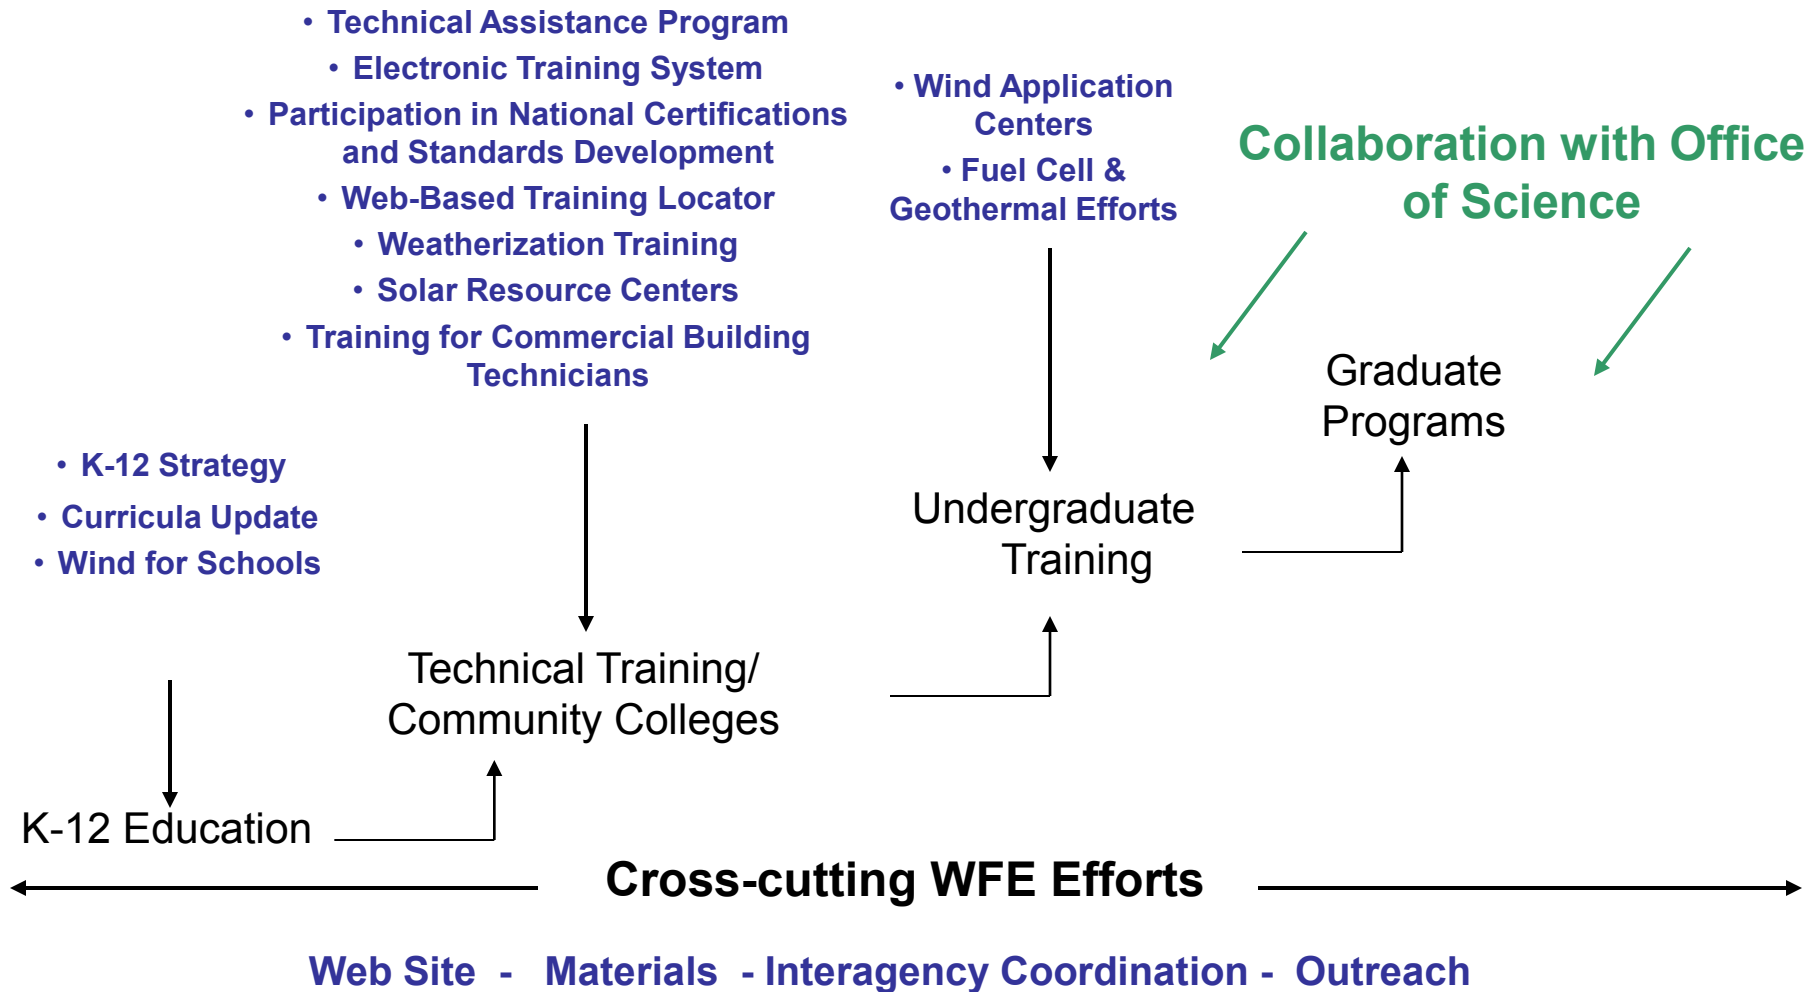 • Technical Assistance Program
• Electronic Training System
• Participation in National Certifications
and Standards Development
• Web-Based Training Locator
• Weatherization Training
• Solar Resource Centers
• Training for Commercial Building
Technicians
• Wind Application
Centers
• Fuel Cell &
Geothermal Efforts
Collaboration with Office
of Science
• K-12 Strategy
• Curricula Update
• Wind for Schools
Graduate
Programs
Undergraduate
Training
Technical Training/
Community Colleges
K-12 Education
Cross-cutting WFE Efforts
Web Site - Materials - Interagency Coordination - Outreach